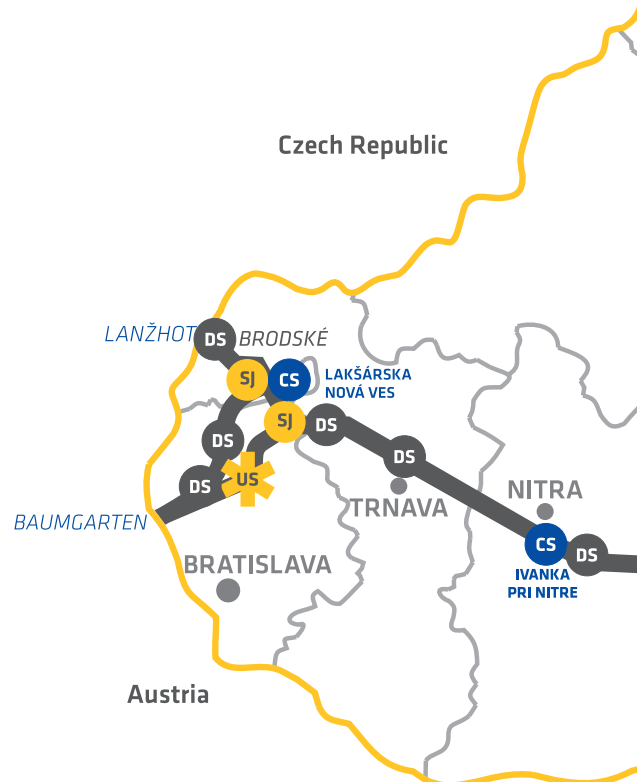 Czech Republic
LANŽHOT
DS
BRODSKÉ
SJ
CS
LAKŠÁRSKA
NOVÁ VES
SJ
DS
DS
DS
DS
US
BAUMGARTEN
TRNAVA
NITRA
CS
DS
IVANKA
PRI NITRE
BRATISLAVA
Austria